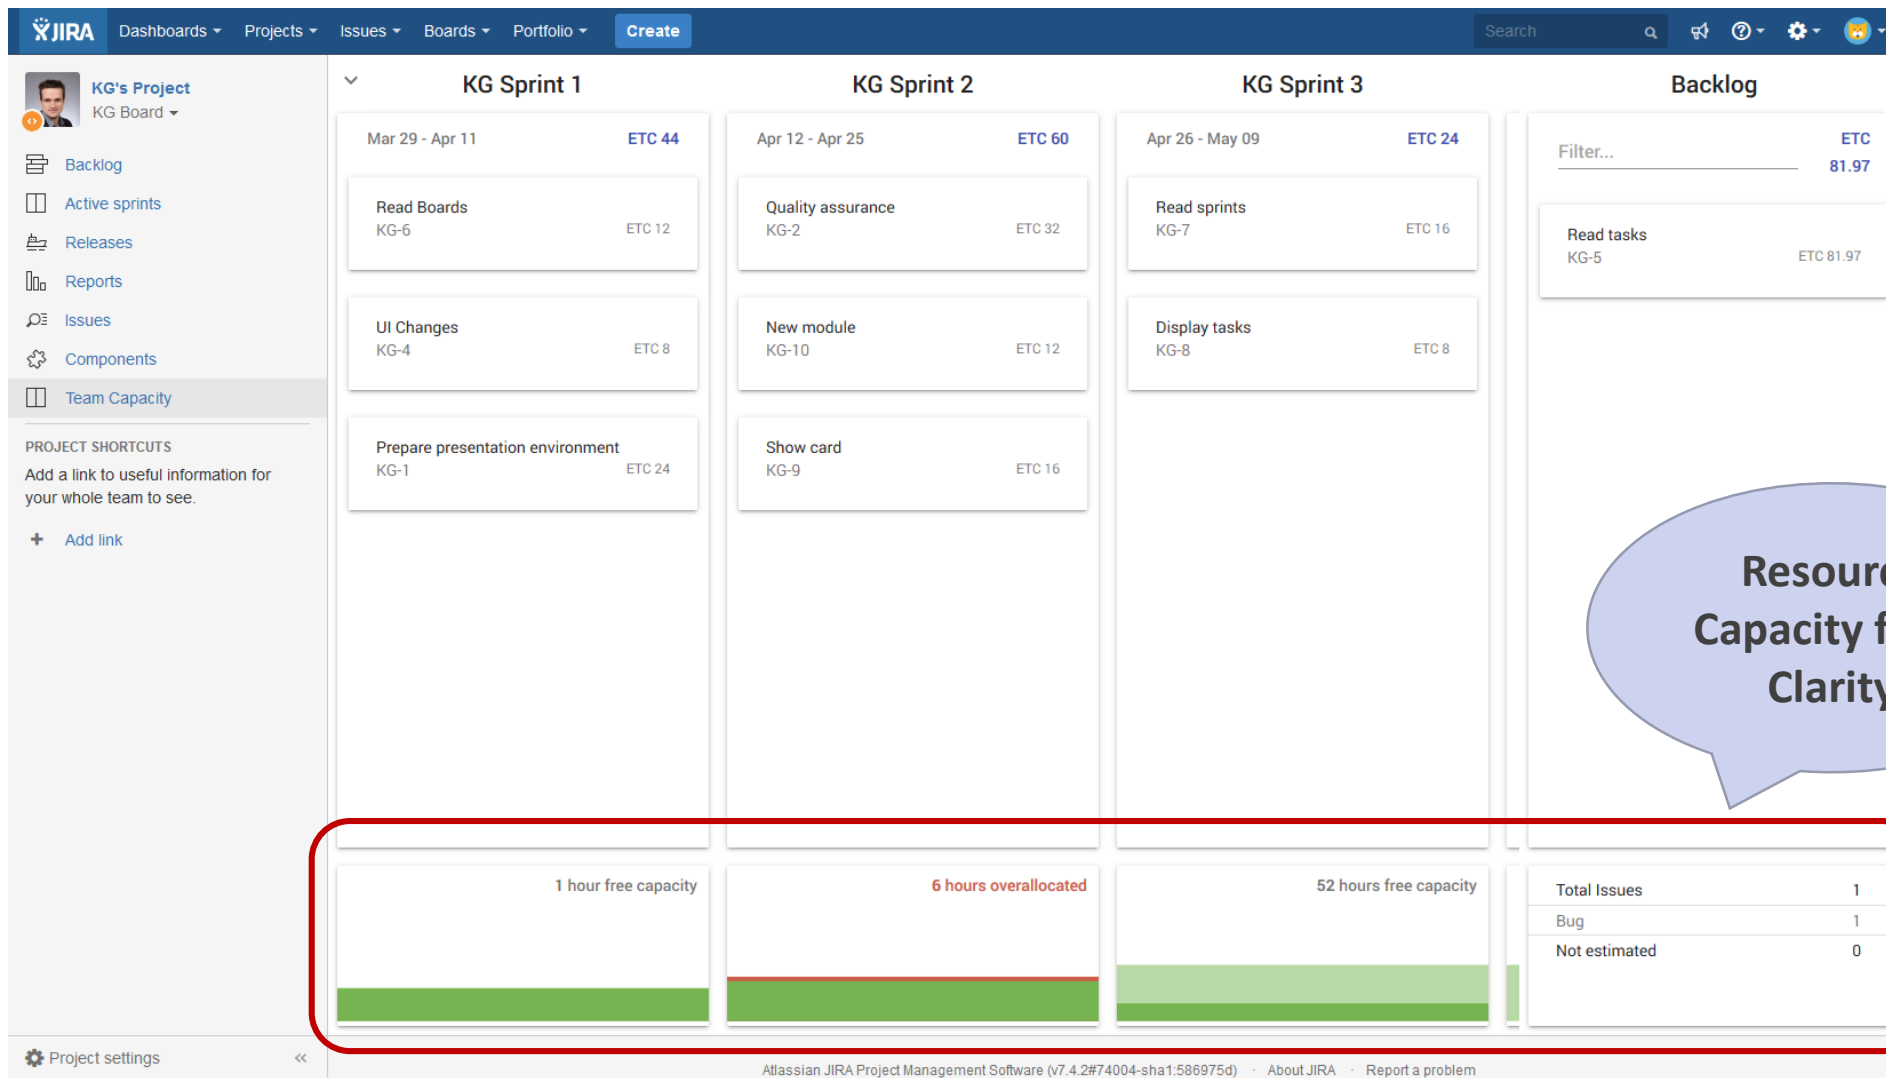 JIRA Dashboards Projects Issues Boards Portfolio Create Search
KG's Project
KG Board
Backlog
Active sprints
Releases
Reports
Issues
Components
Team Capacity
PROJECT SHORTCUTS
Add a link to useful information for
your whole team to see.
+ Add link
Project settings «
KG Sprint 1
Mar 29 - Apr 11 ETC 44
Read Boards
KG-6 ETC 12
UI Changes
KG-4 ETC 8
Prepare presentation environment
KG-1 ETC 24
1 hour free capacity
KG Sprint 2
Apr 12 - Apr 25 ETC 60
Quality assurance
KG-2 ETC 32
New module
KG-10 ETC 12
Show card
KG-9 ETC 16
6 hours overallocated
KG Sprint 3
Apr 26 - May 09 ETC 24
Read sprints
KG-7 ETC 16
Display tasks
KG-8 ETC 8
52 hours free capacity
Backlog
Filter... ETC
81.97
Read tasks
KG-5 ETC 81.97
Capacity
Total Issues 1
Bug 1
Not estimated 0
Atlassian JIRA Project Management Software (v7.4.2#74004-sha1:586975d) · About JIRA · Report a problem